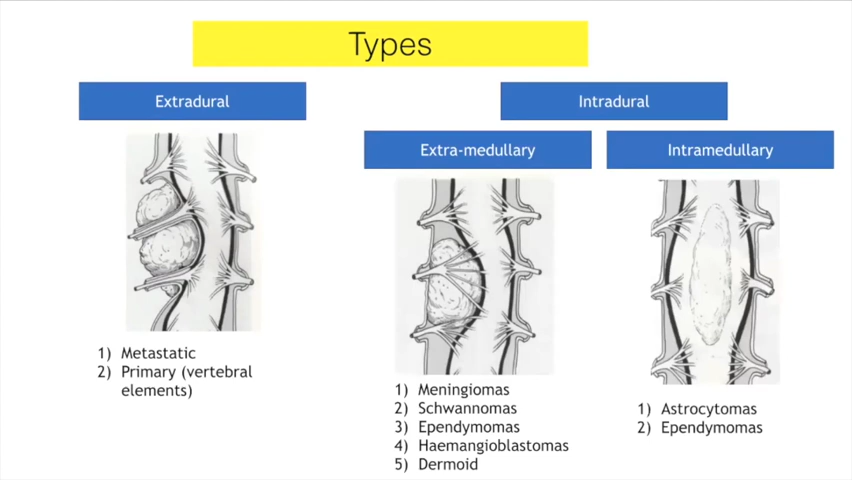 Types
Extradural
Intradural
Extra-medullary
Intramedullary
1) Metastatic
2) Primary (vertebral
elements)
1) Meningiomas
2) Schwannomas
3) Ependymomas
4) Haemangioblastomas
5) Dermoid
1) Astrocytomas
2) Ependymomas